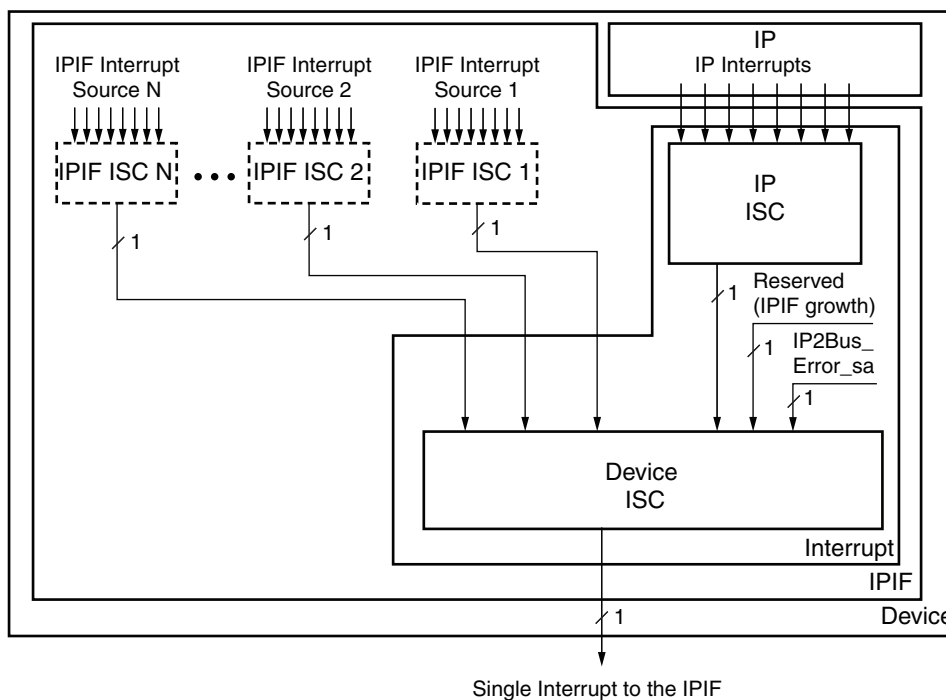 IP
IP Interrupts
IPIF Interrupt
Source N
IPIF Interrupt
Source 2
IPIF Interrupt
Source 1
IPIF ISC N
IPIF ISC 2
IPIF ISC 1
IP
ISC
1
1
1
1
Reserved
(IPIF growth)
1
IP2Bus_
Error_sa
1
Device
ISC
Interrupt
IPIF
Device
1
Single Interrupt to the IPIF